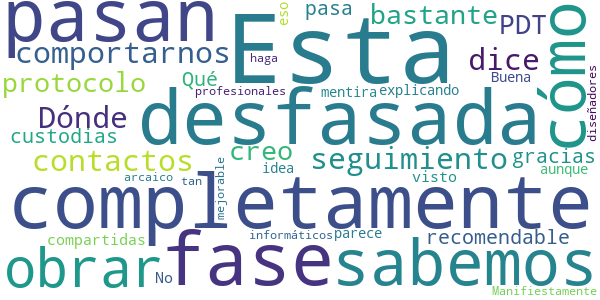 pasan
Esta
pasa
bastante
eso
PDT
cómo
comportarnos
haga
dice
Buena
diseñadores
protocolo
Qué
profesionales
mentira
explicando
Dónde
desfasada
custodias
contactos
creo
seguimiento
gracias
arcaico
tan
mejorable
idea
visto
aunque
completamente
compartidas
informáticos
parece
recomendable
obrar
No
fase
sabemos
Manifiestamente